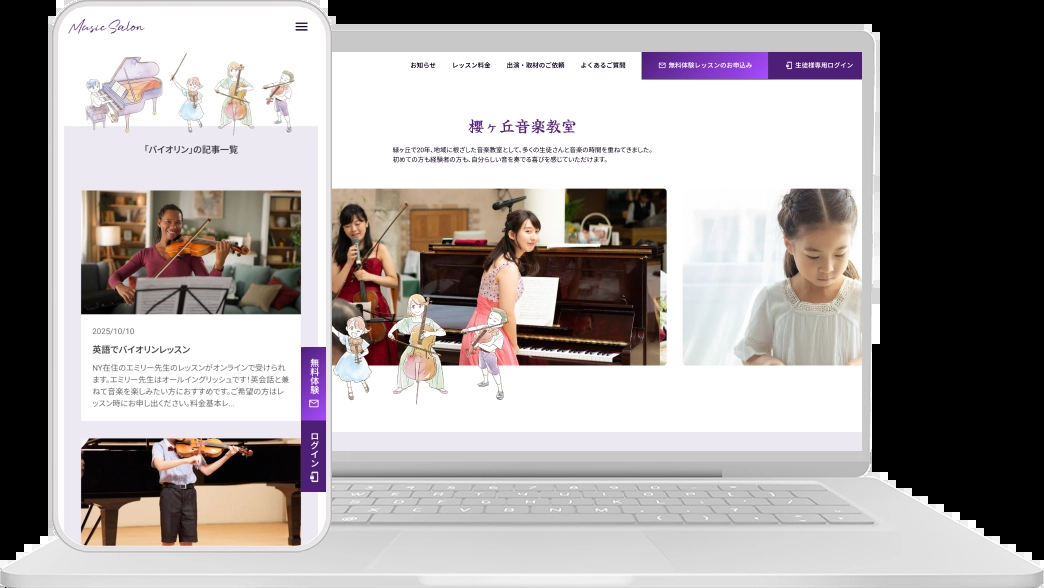 Music Salon
「バイオリン」の記事一覧
2025/10/10
英語でバイオリンレッスン
NY在住のエミリー先生のレッスンがオンラインで受けられ
ます。エミリー先生はオールイングリッシュです！英会話と兼
ねて音楽を楽しみたい方におすすめです。ご希望の方はレ
ッスン時にお申し出ください。料金基本レ...
無料体験
ログイン
お知らせ
レッスン料金
出演・取材のご依頼
よくあるご質問
無料体験レッスンのお申込み
生徒様専用ログイン
櫻ヶ丘音楽教室
緑ヶ丘で20年、地域に根ざした音楽教室として、多くの生徒さんと音楽の時間を重ねてきました。
初めての方も経験者の方も、自分らしい音を奏でる喜びを感じていただけます。